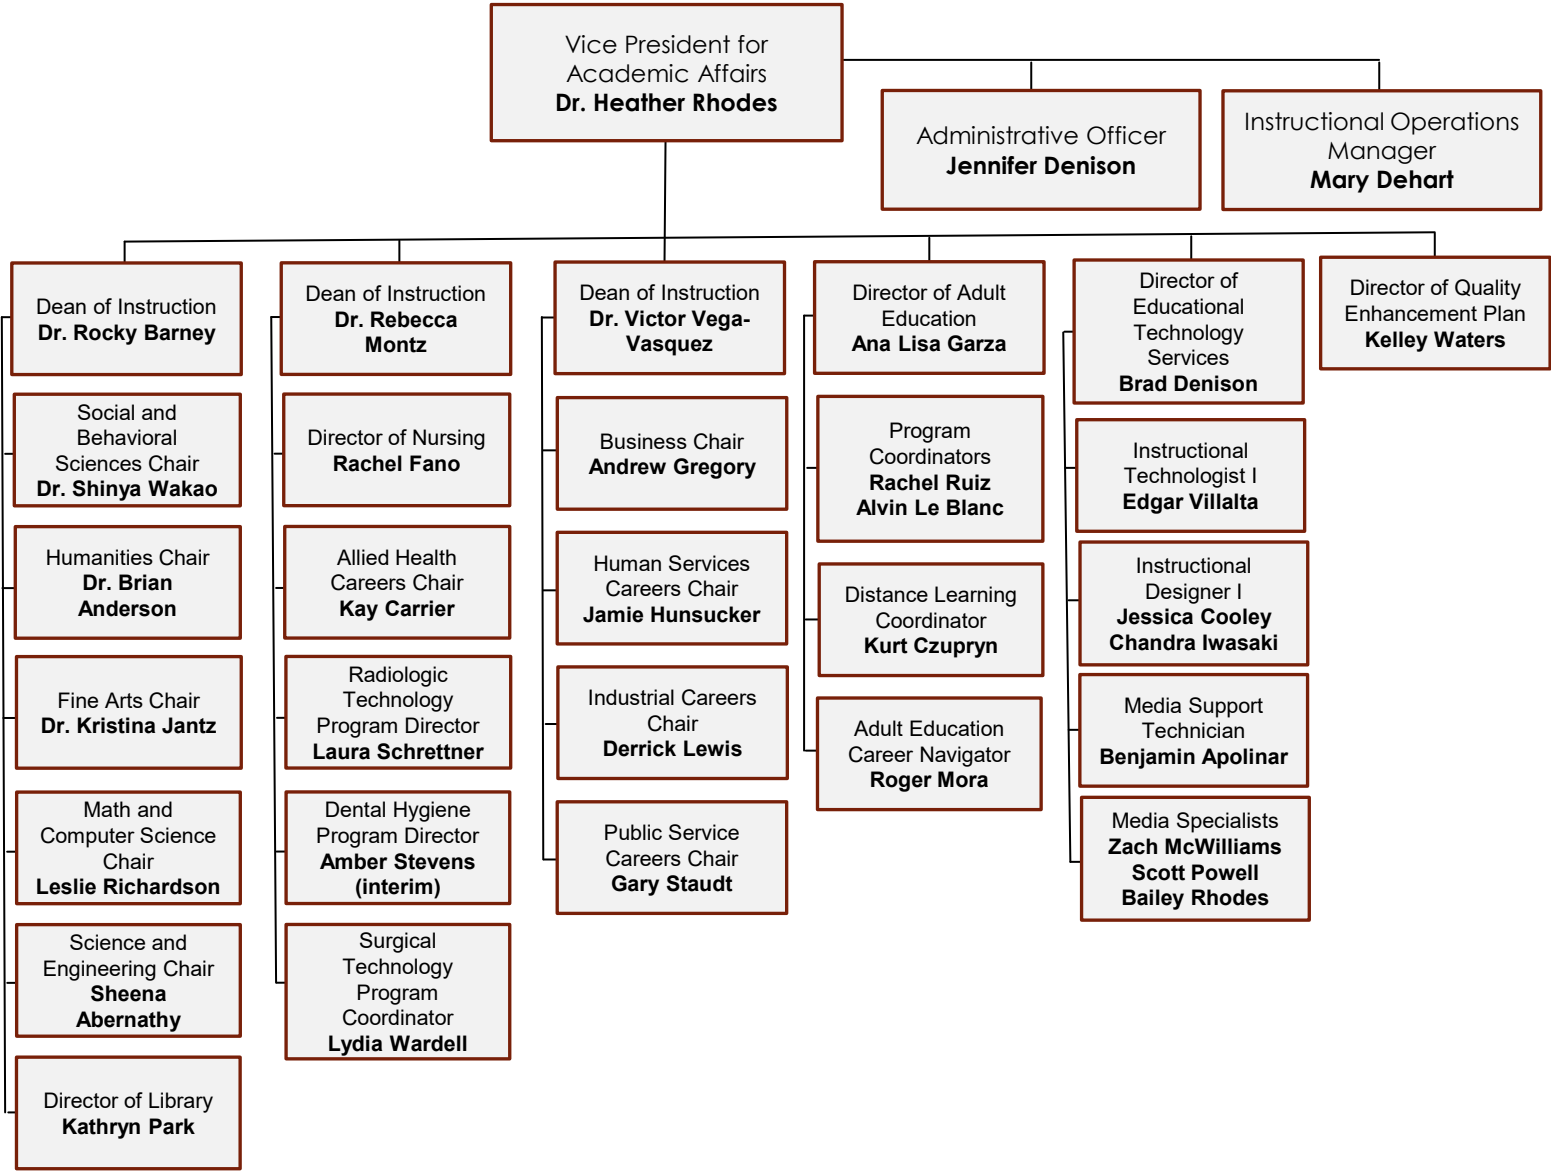 Vice President for
Academic Affairs
Dr. Heather Rhodes
Administrative Officer
Jennifer Denison
Instructional Operations
Manager
Mary Dehart
Dean of Instruction
Dr. Rocky Barney
Social and
Behavioral
Sciences Chair
Dr. Shinya Wakao
Humanities Chair
Dr. Brian
Anderson
Fine Arts Chair
Dr. Kristina Jantz
Math and
Computer Science
Chair
Leslie Richardson
Science and
Engineering Chair
Sheena
Abernathy
Director of Library
Kathryn Park
Dean of Instruction
Dr. Rebecca
Montz
Director of Nursing
Rachel Fano
Allied Health
Careers Chair
Kay Carrier
Radiologic
Technology
Program Director
Laura Schrettner
Dental Hygiene
Program Director
Amber Stevens
(interim)
Surgical
Technology
Program
Coordinator
Lydia Wardell
Dean of Instruction
Dr. Victor Vega-
Vasquez
Business Chair
Andrew Gregory
Human Services
Careers Chair
Jamie Hunsucker
Industrial Careers
Chair
Derrick Lewis
Public Service
Careers Chair
Gary Staudt
Director of Adult
Education
Ana Lisa Garza
Program
Coordinators
Rachel Ruiz
Alvin Le Blanc
Distance Learning
Coordinator
Kurt Czupryn
Adult Education
Career Navigator
Roger Mora
Director of
Educational
Technology
Services
Brad Denison
Instructional
Technologist I
Edgar Villalta
Instructional
Designer I
Jessica Cooley
Chandra Iwasaki
Media Support
Technician
Benjamin Apolinar
Media Specialists
Zach McWilliams
Scott Powell
Bailey Rhodes
Director of Quality
Enhancement Plan
Kelley Waters